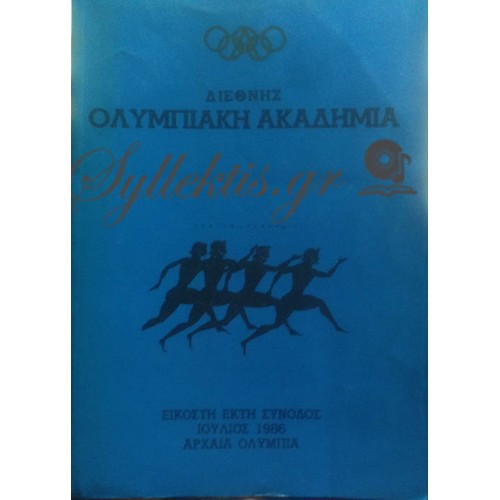 ΔΙΕΘΝΗΣ
ΟΛΥΜΠΙΑΚΗ ΑΚΑΔΗΜΙΑ
Syllektis.gr
ΕΙΚΟΣΤΗ ΕΚΤΗ ΣΥΝΟΔΟΣ
ΙΟΥΛΙΟΣ 1986
ΑΡΧΑΙΑ ΟΛΥΜΠΙΑ